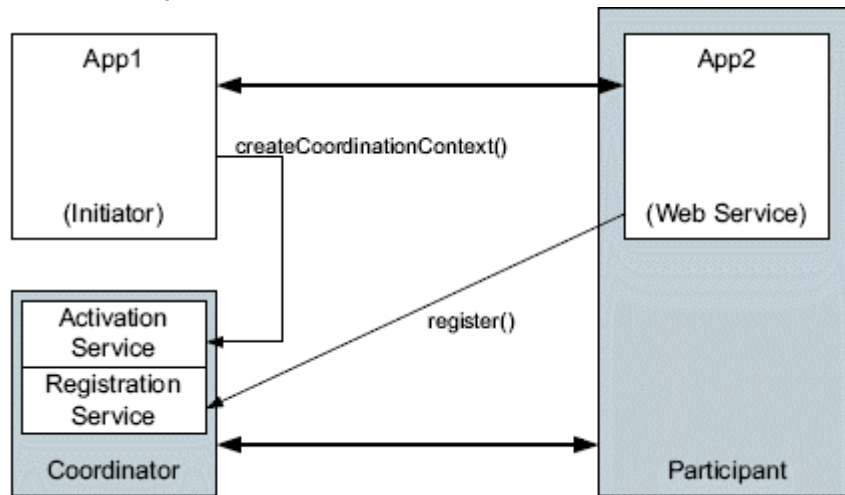 App1
App2
createCoordinationContext()
(Initiator)
(Web Service)
Activation
Service
register()
Registration
Service
Coordinator
Participant